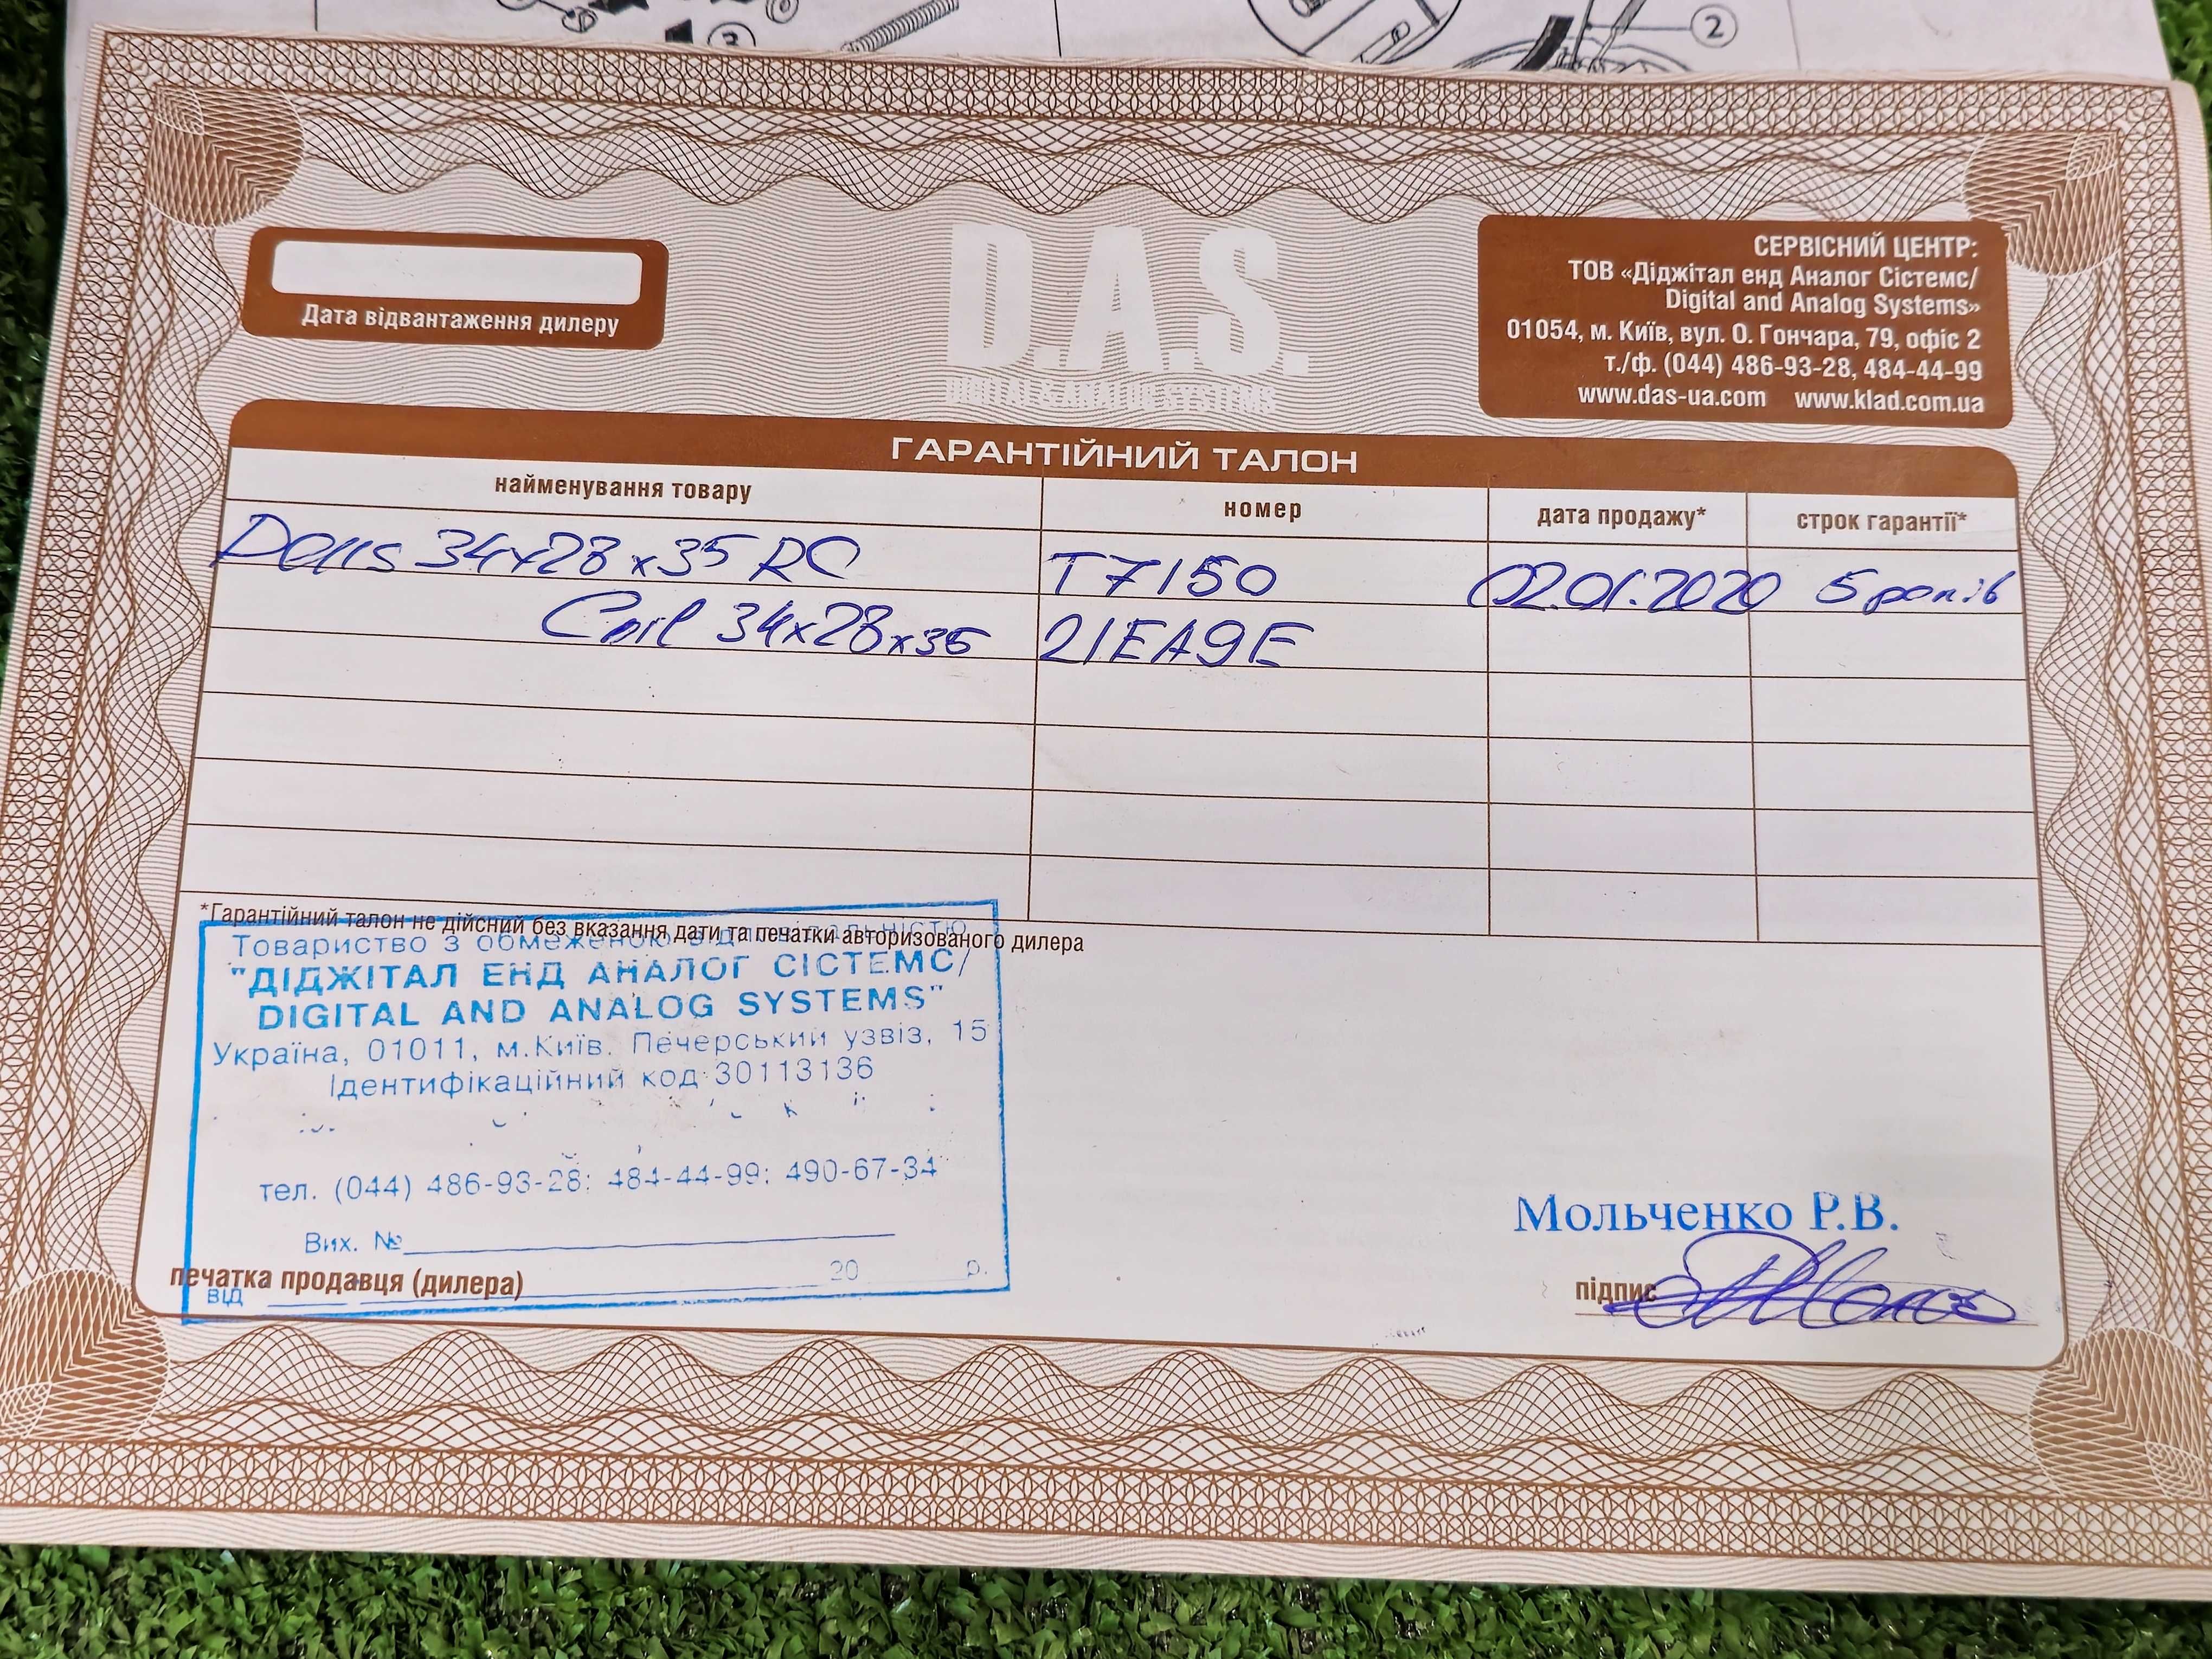 3
2
Дата відвантаження дилеру
D.A.S.
DIGITAL & ANALOG SYSTEMS
СЕРВІСНИЙ ЦЕНТР:
ТОВ «Діджітал енд Аналог Сістемс/
Digital and Analog Systems»
01054, м. Київ, вул. О. Гончара, 79, офіс 2
т./ф. (044) 486-93-28, 484-44-99
www.das-ua.com www.klad.com.ua
ГАРАНТІЙНИЙ ТАЛОН
найменування товару номер дата продажу* строк гарантії*
34x28x35 RC T7150 02.01.2020 5 років
Coil 34x28x35 21EA9E
*Гарантійний талон не дійсний без вказання дати та печатки авторизованого дилера
Товариство з обмеженою відповідальністю
"ДІДЖІТАЛ ЕНД АНАЛОГ СІСТЕМС/
DIGITAL AND ANALOG SYSTEMS"
Україна, 01011, м.Київ. Печерський узвіз, 15
Ідентифікаційний код 30113136
тел. (044) 486-93-28; 484-44-99; 490-67-34
Вих. №
Мольченко Р.В.
20 р.
печатка продавця (дилера)
від
підпис